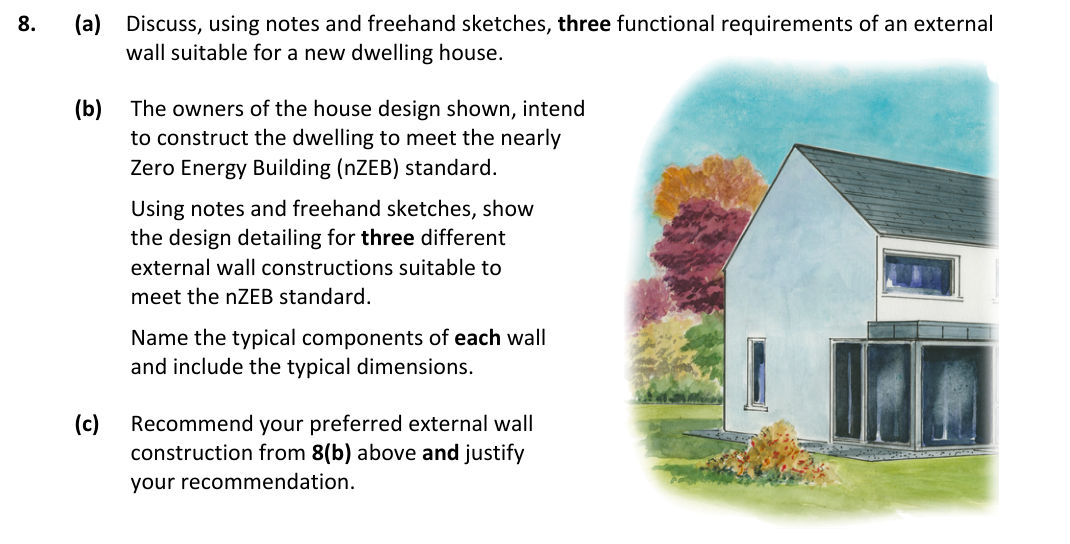 8. (a) Discuss, using notes and freehand sketches, three functional requirements of an external
wall suitable for a new dwelling house.
(b) The owners of the house design shown, intend
to construct the dwelling to meet the nearly
Zero Energy Building (nZEB) standard.
Using notes and freehand sketches, show
the design detailing for three different
external wall constructions suitable to
meet the nZEB standard.
Name the typical components of each wall
and include the typical dimensions.
(c) Recommend your preferred external wall
construction from 8(b) above and justify
your recommendation.